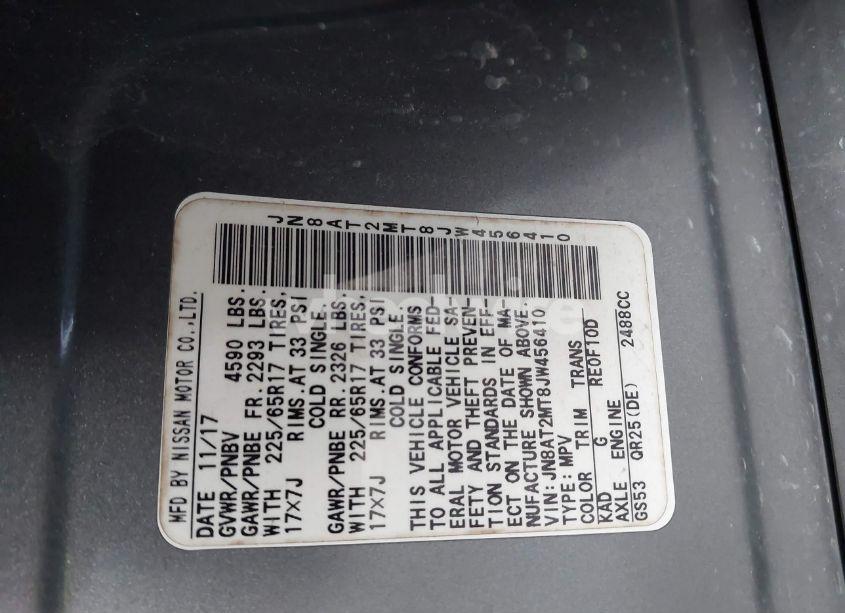 JN8AT2MT8JW456410
MFD BY NISSAN MOTOR CO.,LTD.
DATE 11/17
GVWR/PNBV 4590 LBS.
GAWR/PNBE FR. 2293 LBS.
WITH 225/65R17 TIRES,
17X7J RIMS.AT 33 PSI
COLD SINGLE.
GAWR/PNBE RR. 2326 LBS.
WITH 225/65R17 TIRES,
17X7J RIMS.AT 33 PSI
COLD SINGLE.
THIS VEHICLE CONFORMS
TO ALL APPLICABLE FED-
ERAL MOTOR VEHICLE SA-
FETY AND THEFT PREVEN-
TION STANDARDS IN EFF-
ECT ON THE DATE OF MA-
NUFACTURE SHOWN ABOVE.
VIN:JN8AT2MT8JW456410
TYPE:MPV
COLOR TRIM TRANS
KAD G RE0F10D
AXLE ENGINE
GS53 QR25(DE) 2488CC